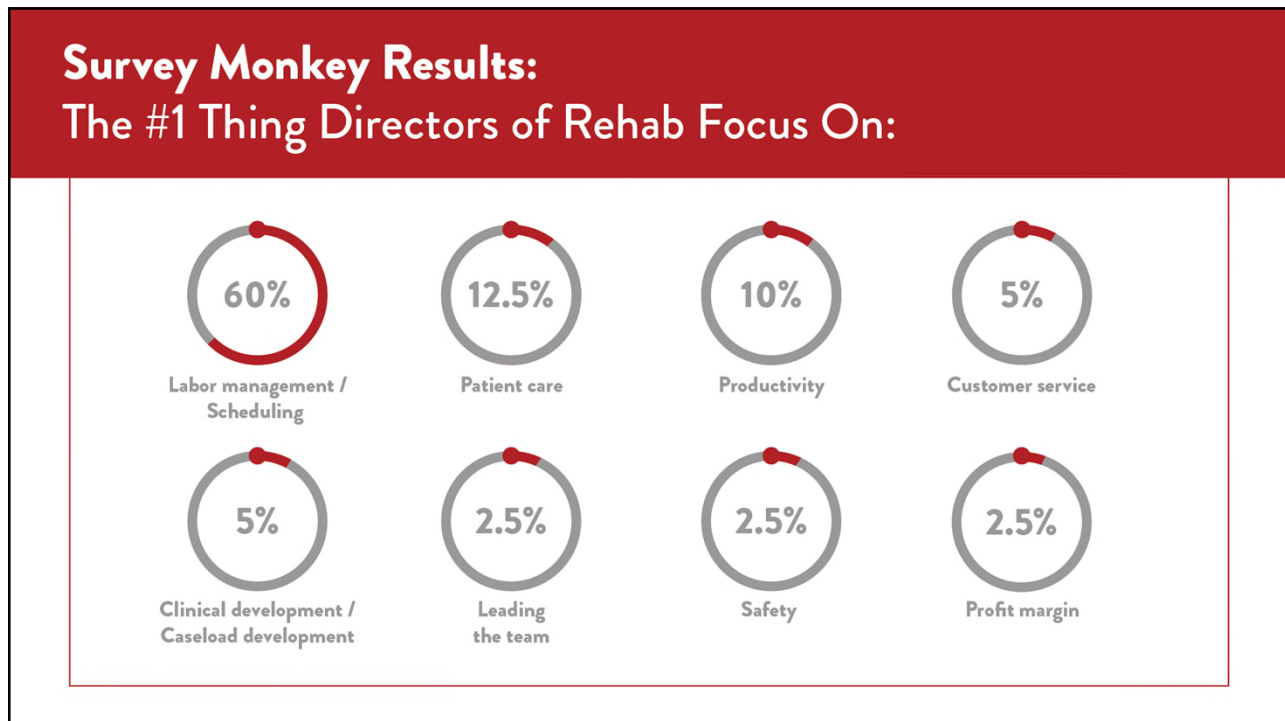 Survey Monkey Results:
The #1 Thing Directors of Rehab Focus On:
60%
Labor management /
Scheduling
12.5%
Patient care
10%
Productivity
5%
Customer service
5%
Clinical development /
Caseload development
2.5%
Leading
the team
2.5%
Safety
2.5%
Profit margin